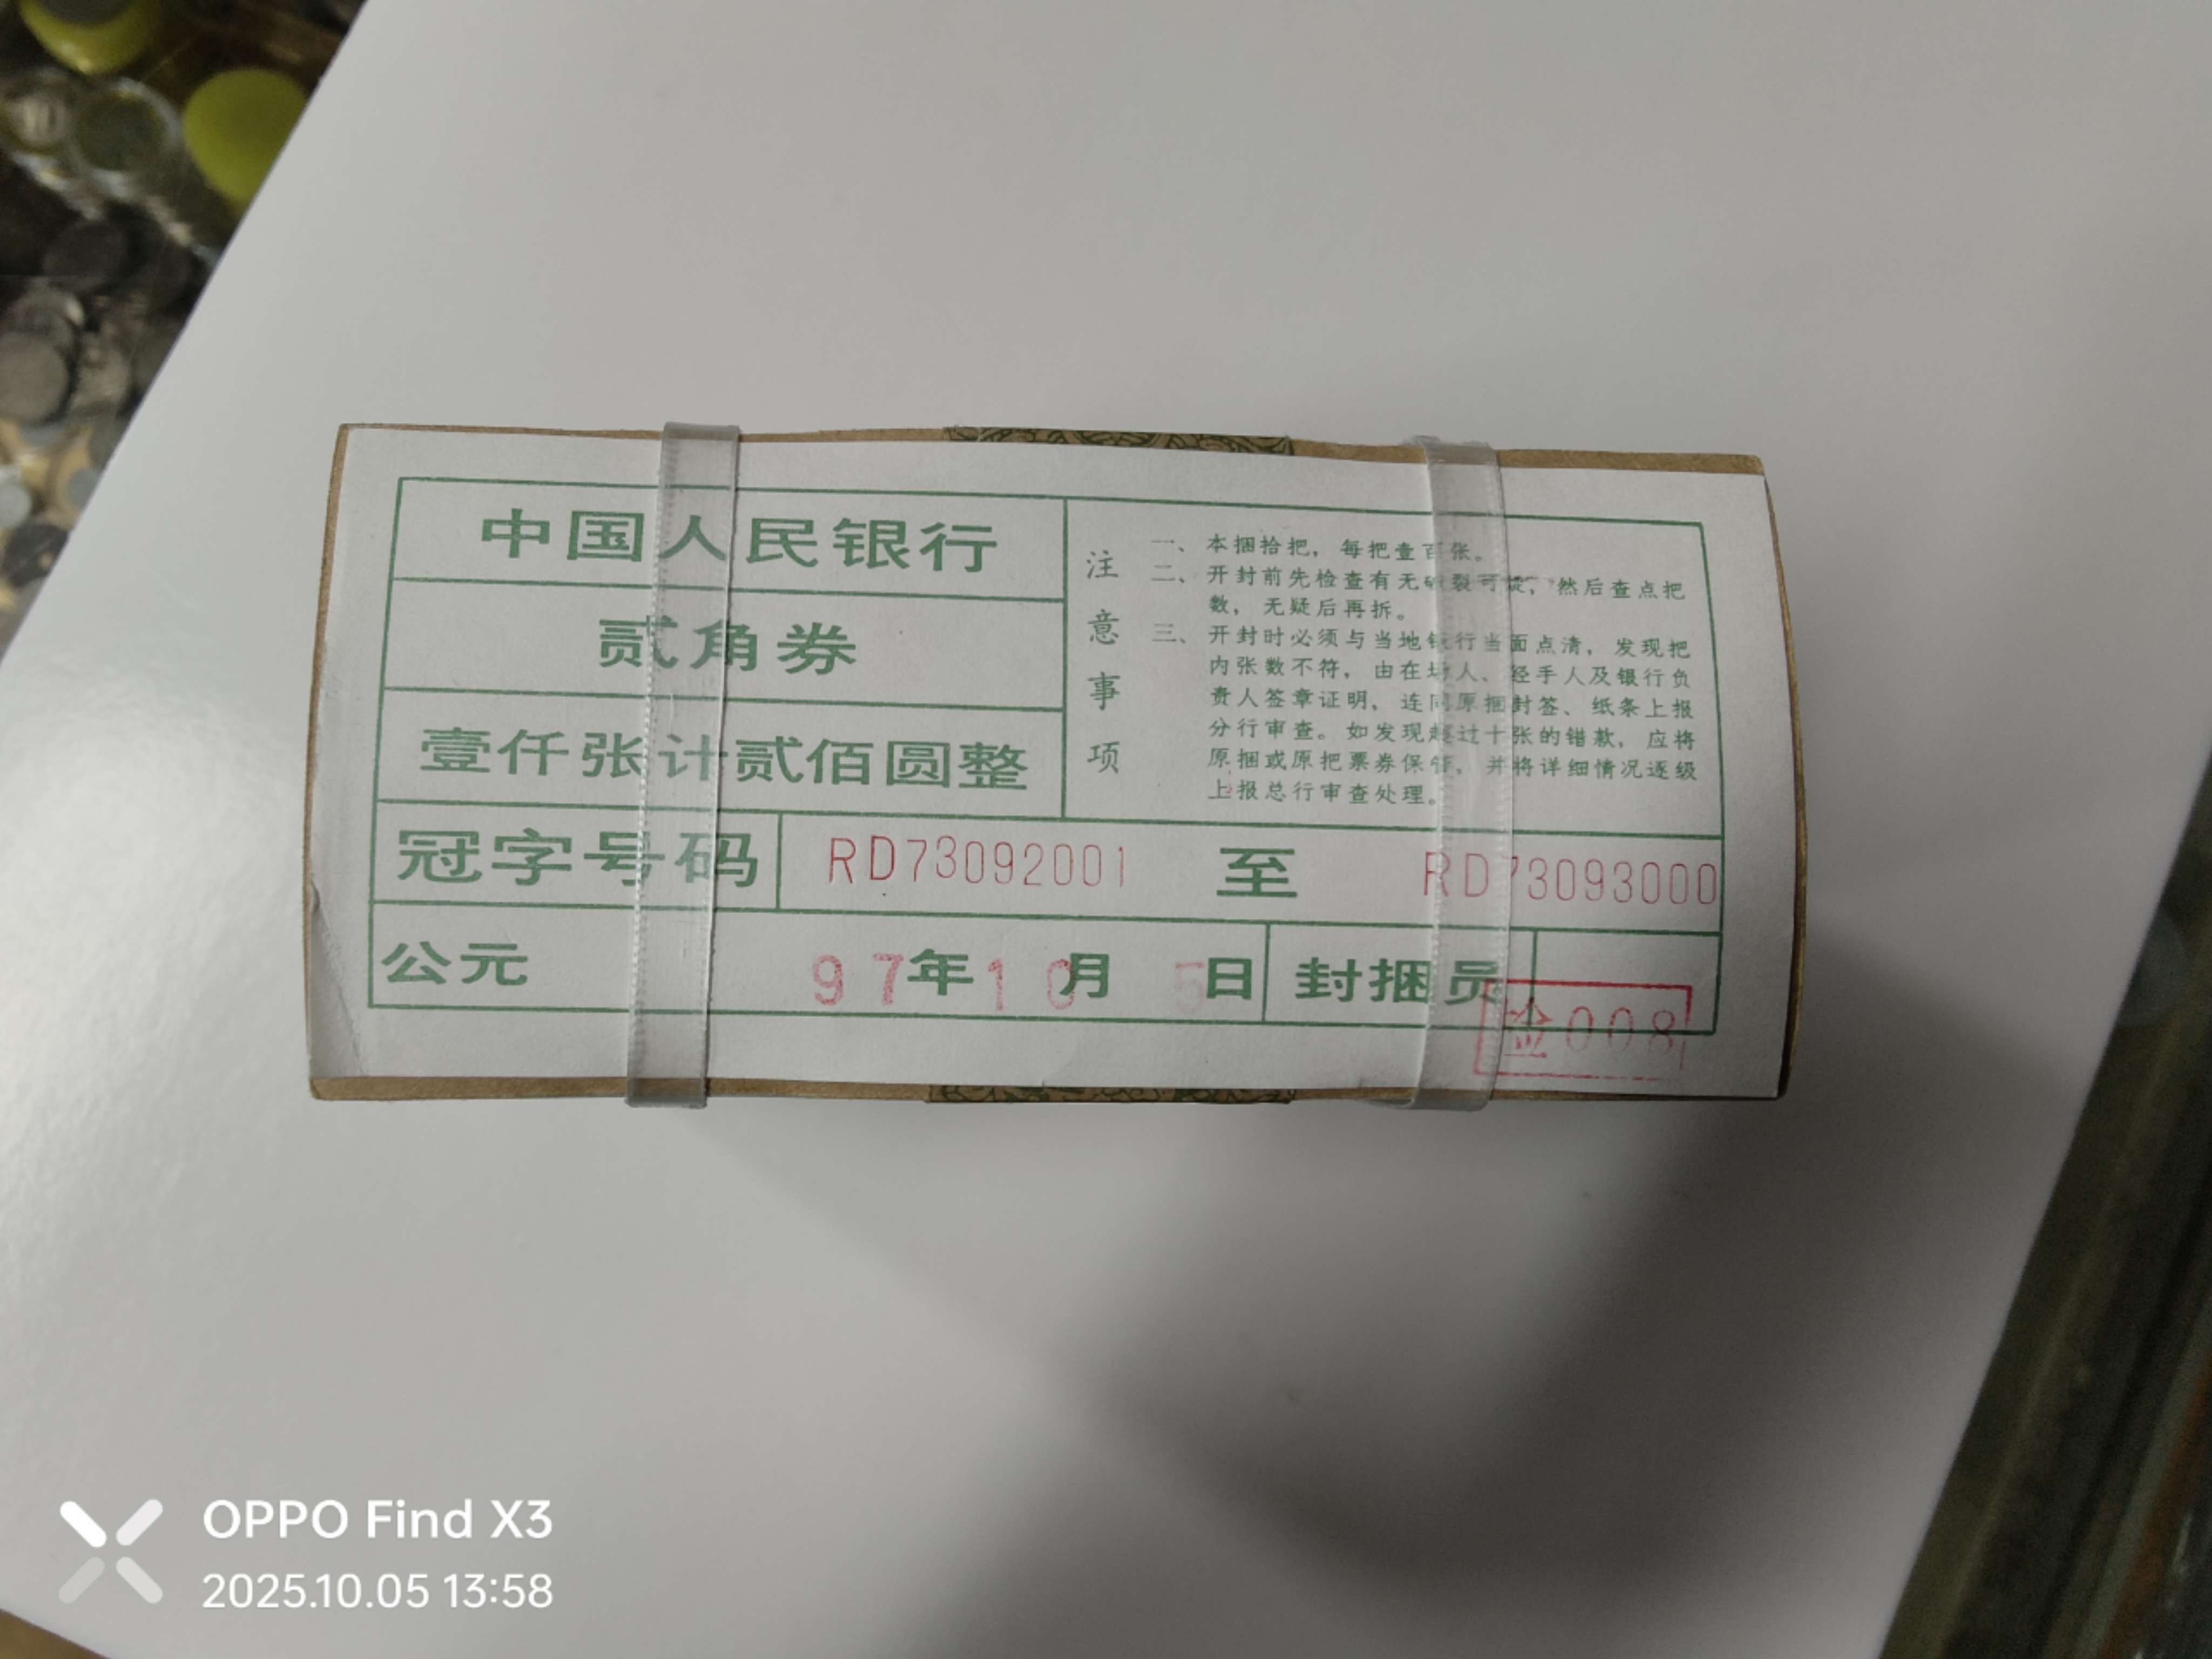 中国人民银行
贰角券
壹仟张计贰佰圆整
注意事项
一、本捆拾把，每把壹百张。
二、开封前先检查有无破裂可疑，然后查点把
数，无疑后再拆。
三、开封时必须与当地银行当面点清，发现把
内张数不符，由在场人、经手人及银行负
责人签章证明，连同原捆封签、纸条上报
分行审查。如发现超过十张的错款，应将
原捆或原把票券保管，并将详细情况逐级
上报总行审查处理。
冠字号码 RD73092001 至 RD73093000
公元 97年10月 5日 封捆员
检008
OPPO Find X3
2025.10.05 13:58